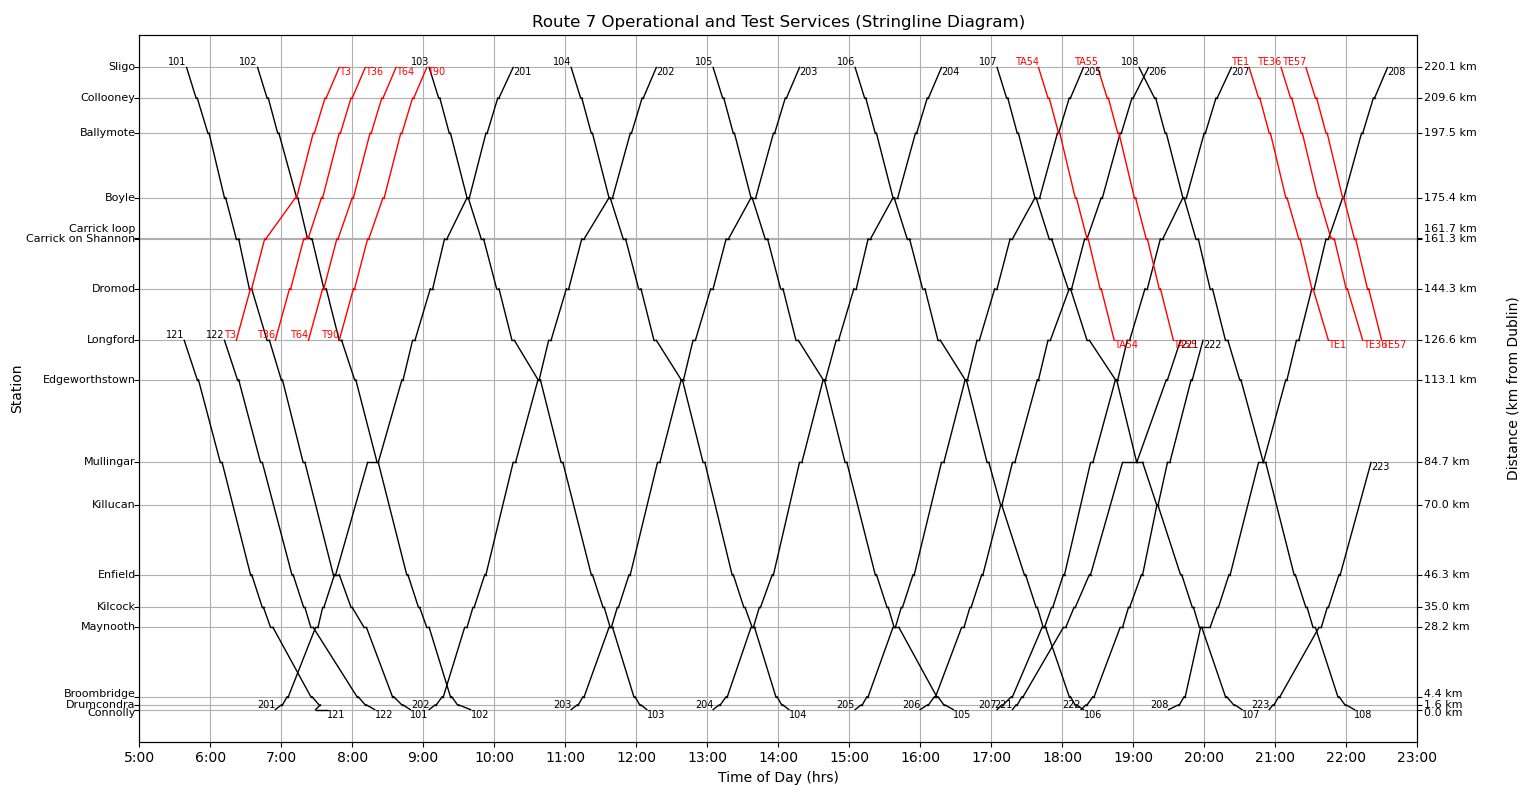 Route 7 Operational and Test Services (Stringline Diagram)
101 102 T3 T36 T64 103 T90 201 104 202 105 203 106 204 107 TA54 205 TA55 108 206 207 TE1 TE36 TE57 208
Sligo 220.1 km
Collooney 209.6 km
Ballymote 197.5 km
Boyle 175.4 km
Carrick loop 161.7 km
Carrick on Shannon 161.3 km
Dromod 144.3 km
121 122 T3 T36 T64 T90
Longford 126.6 km
TA54 TA55 221 222 TE1 TE36 TE57
Edgeworthstown 113.1 km
Mullingar 84.7 km
223
Killucan 70.0 km
Enfield 46.3 km
Kilcock 35.0 km
Maynooth 28.2 km
Broombridge 4.4 km
Drumcondra 1.6 km
201 202 203 204 205 206 207 221 222 208 223
Connolly 0.0 km
121 122 101 102 103 104 105 106 107 108
5:00 6:00 7:00 8:00 9:00 10:00 11:00 12:00 13:00 14:00 15:00 16:00 17:00 18:00 19:00 20:00 21:00 22:00 23:00
Time of Day (hrs)
Station
Distance (km from Dublin)